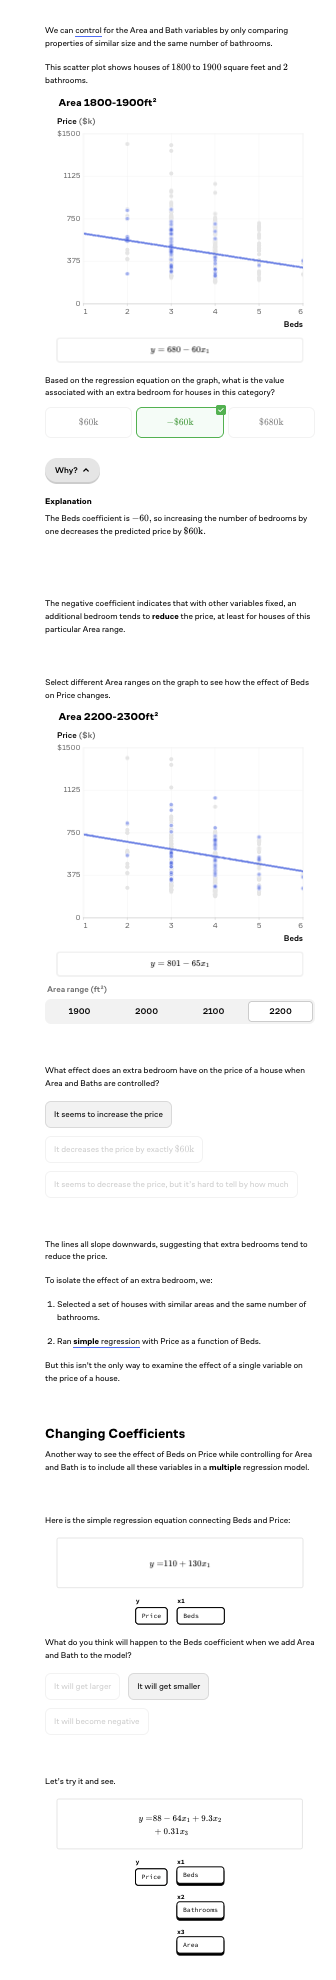 We can control for the Area and Bath variables by only comparing
properties of similar size and the same number of bathrooms.
This scatter plot shows houses of 1800 to 1900 square feet and 2
bathrooms.
Area 1800-1900ft²
Price ($k)
$1500
1125
750
375
0
1 2 3 4 5 6
Beds
y = 680 − 60x₁
Based on the regression equation on the graph, what is the value
associated with an extra bedroom for houses in this category?
$60k
−$60k
$680k
Why?
Explanation
The Beds coefficient is −60, so increasing the number of bedrooms by
one decreases the predicted price by $60k.
The negative coefficient indicates that with other variables fixed, an
additional bedroom tends to reduce the price, at least for houses of this
particular Area range.
Select different Area ranges on the graph to see how the effect of Beds
on Price changes.
Area 2200-2300ft²
Price ($k)
$1500
1125
750
375
0
1 2 3 4 5 6
Beds
y = 801 − 65x₁
Area range (ft²)
1900 2000 2100 2200
What effect does an extra bedroom have on the price of a house when
Area and Baths are controlled?
It seems to increase the price
It decreases the price by exactly $60k
It seems to decrease the price, but it's hard to tell by how much
The lines all slope downwards, suggesting that extra bedrooms tend to
reduce the price.
To isolate the effect of an extra bedroom, we:
1. Selected a set of houses with similar areas and the same number of
bathrooms.
2. Ran simple regression with Price as a function of Beds.
But this isn't the only way to examine the effect of a single variable on
the price of a house.
Changing Coefficients
Another way to see the effect of Beds on Price while controlling for Area
and Bath is to include all these variables in a multiple regression model.
Here is the simple regression equation connecting Beds and Price:
y =110 + 130x₁
y x1
Price Beds
What do you think will happen to the Beds coefficient when we add Area
and Bath to the model?
It will get larger
It will get smaller
It will become negative
Let's try it and see.
y =88 − 64x₁ + 9.3x₂
+ 0.31x₃
y x1
Price Beds
x2
Bathrooms
x3
Area